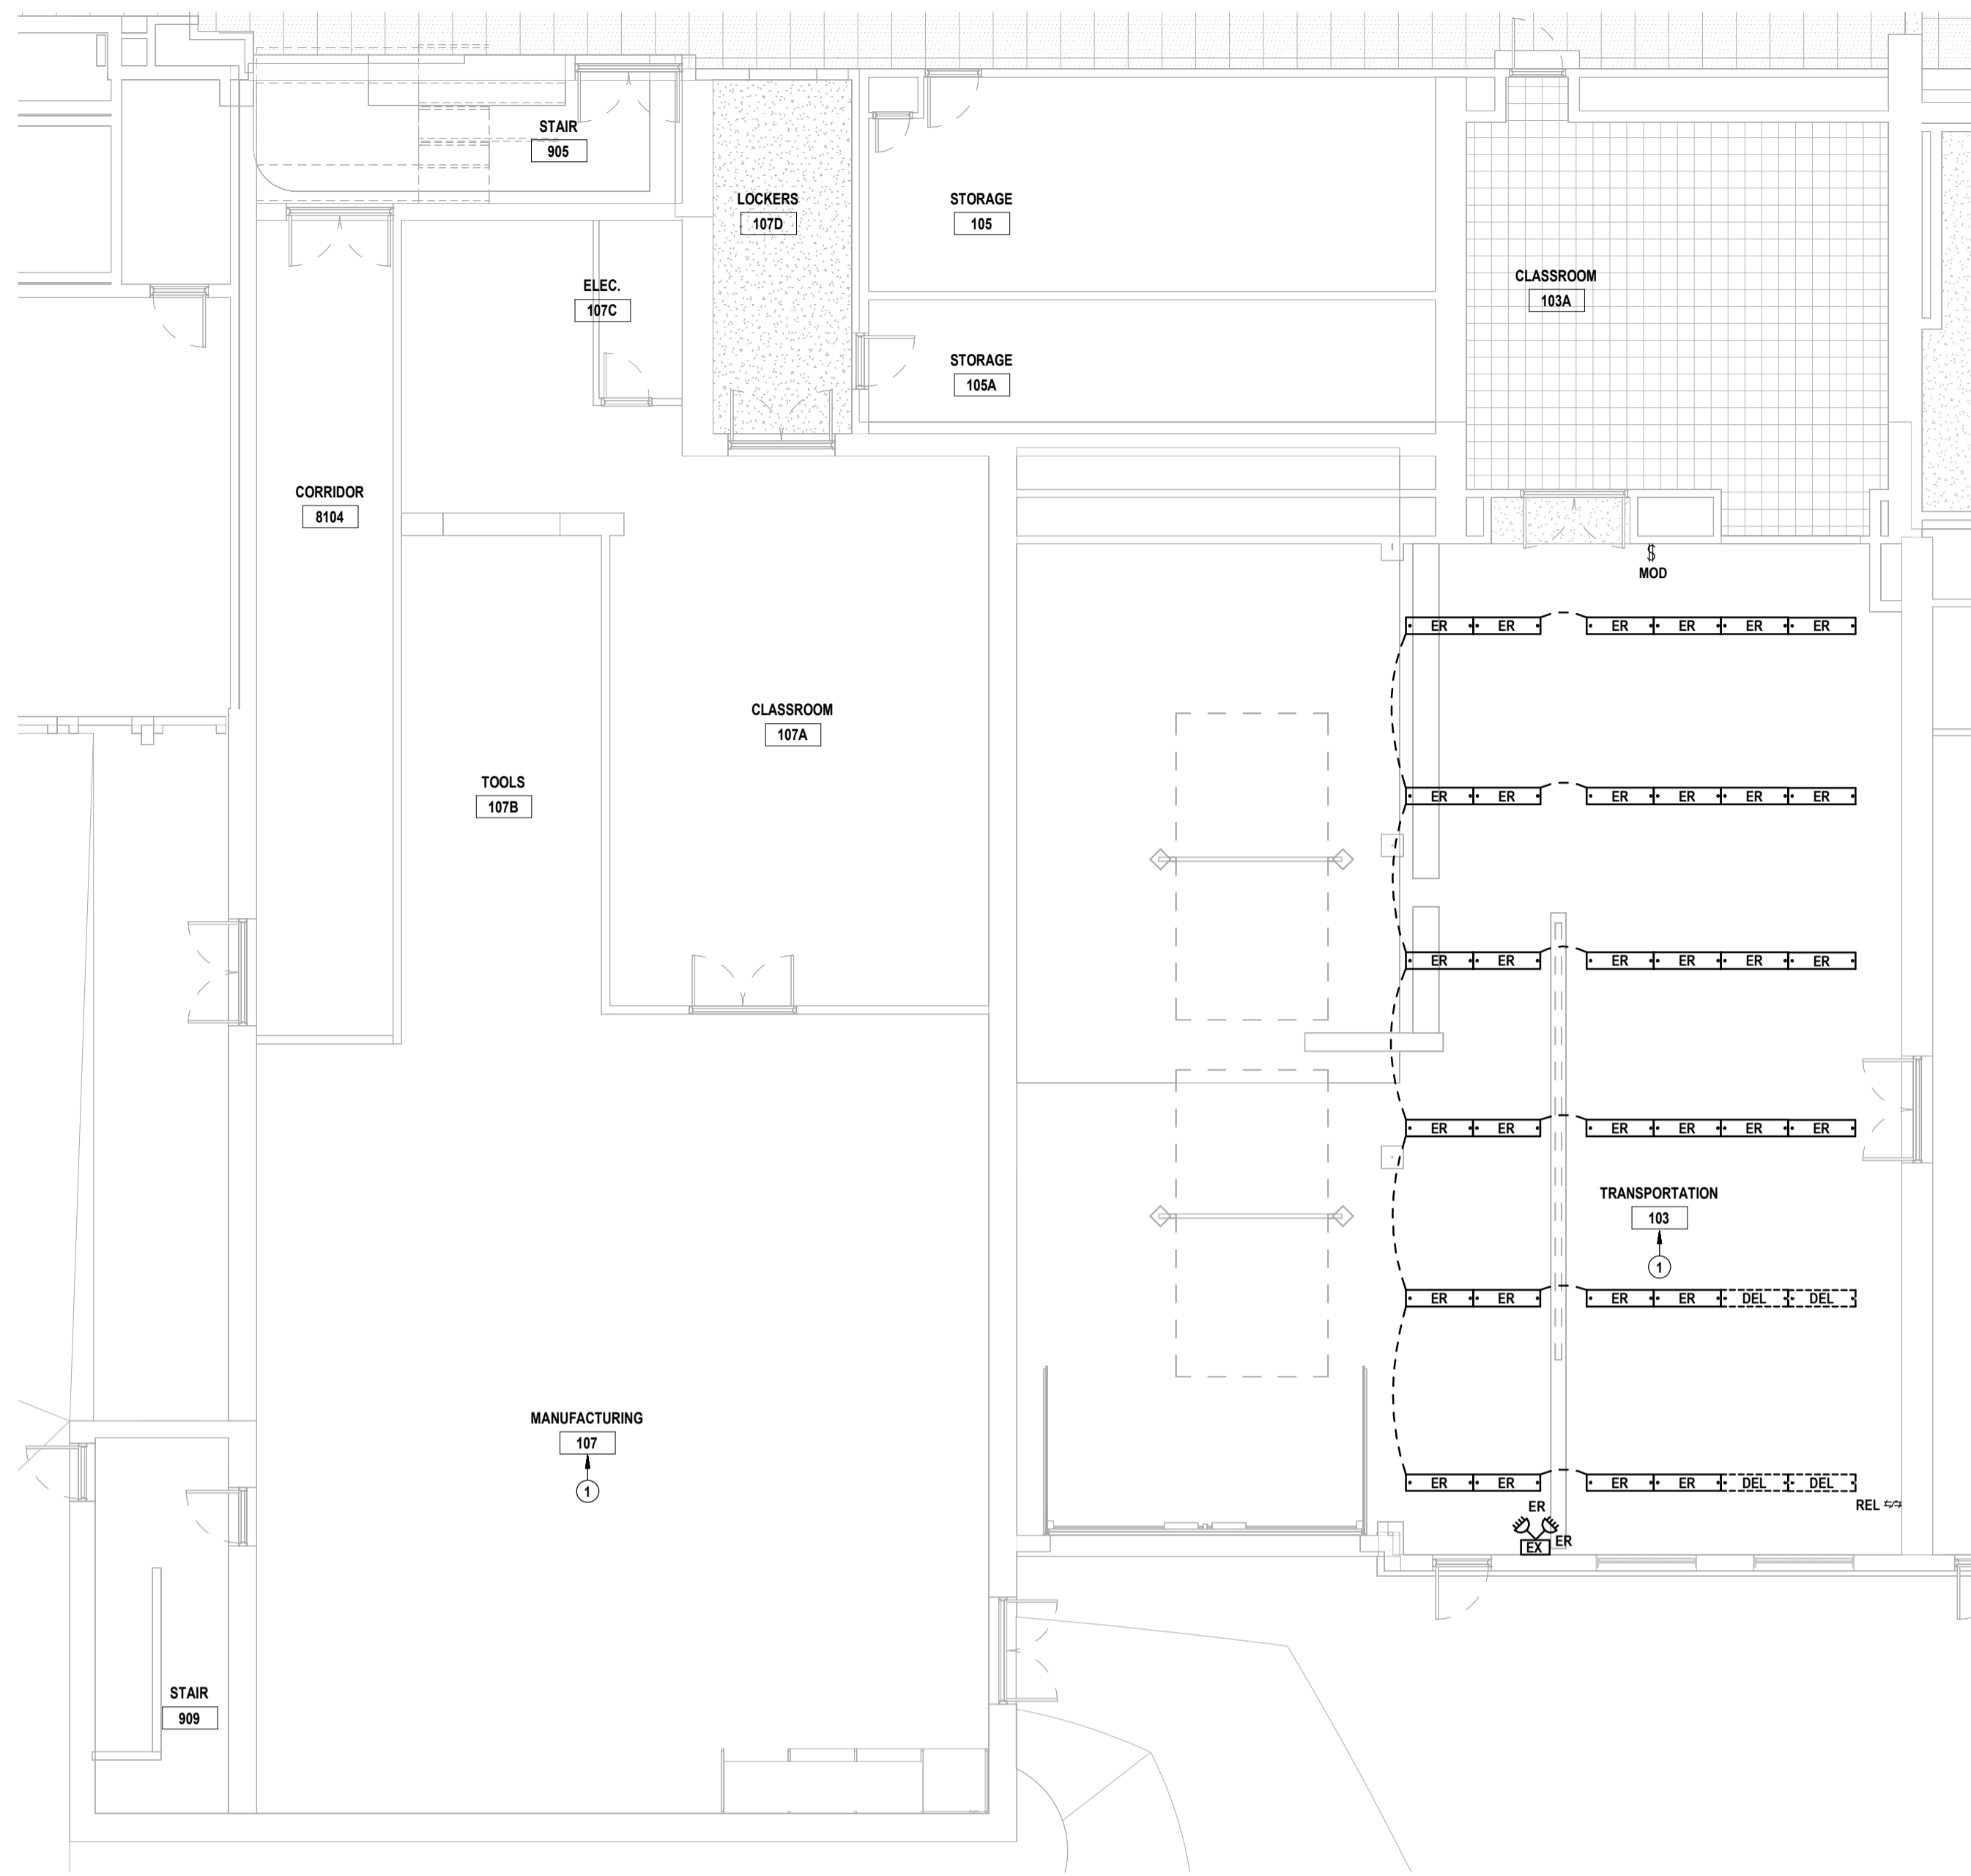 STAIR
905
LOCKERS
107D
STORAGE
105
CLASSROOM
103A
ELEC.
107C
STORAGE
105A
CORRIDOR
8104
$
MOD
ER ER ER ER ER ER
CLASSROOM
107A
TOOLS
107B
ER ER ER ER ER ER
ER ER ER ER ER ER
ER ER ER ER ER ER
TRANSPORTATION
103
1
ER ER ER ER DEL DEL
MANUFACTURING
107
1
ER ER ER ER DEL DEL
ER
REL
EX ER
STAIR
909